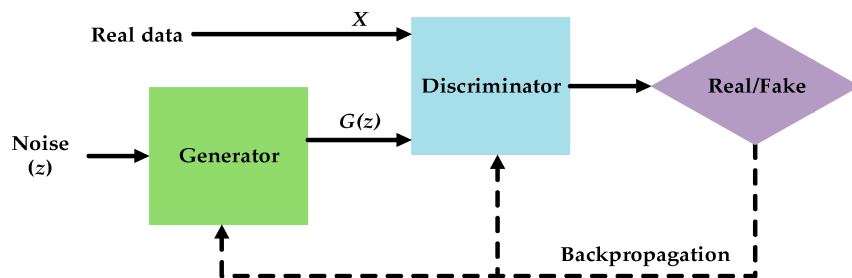 Real data
X
Discriminator
Real/Fake
Noise
(z)
Generator
G(z)
Backpropagation